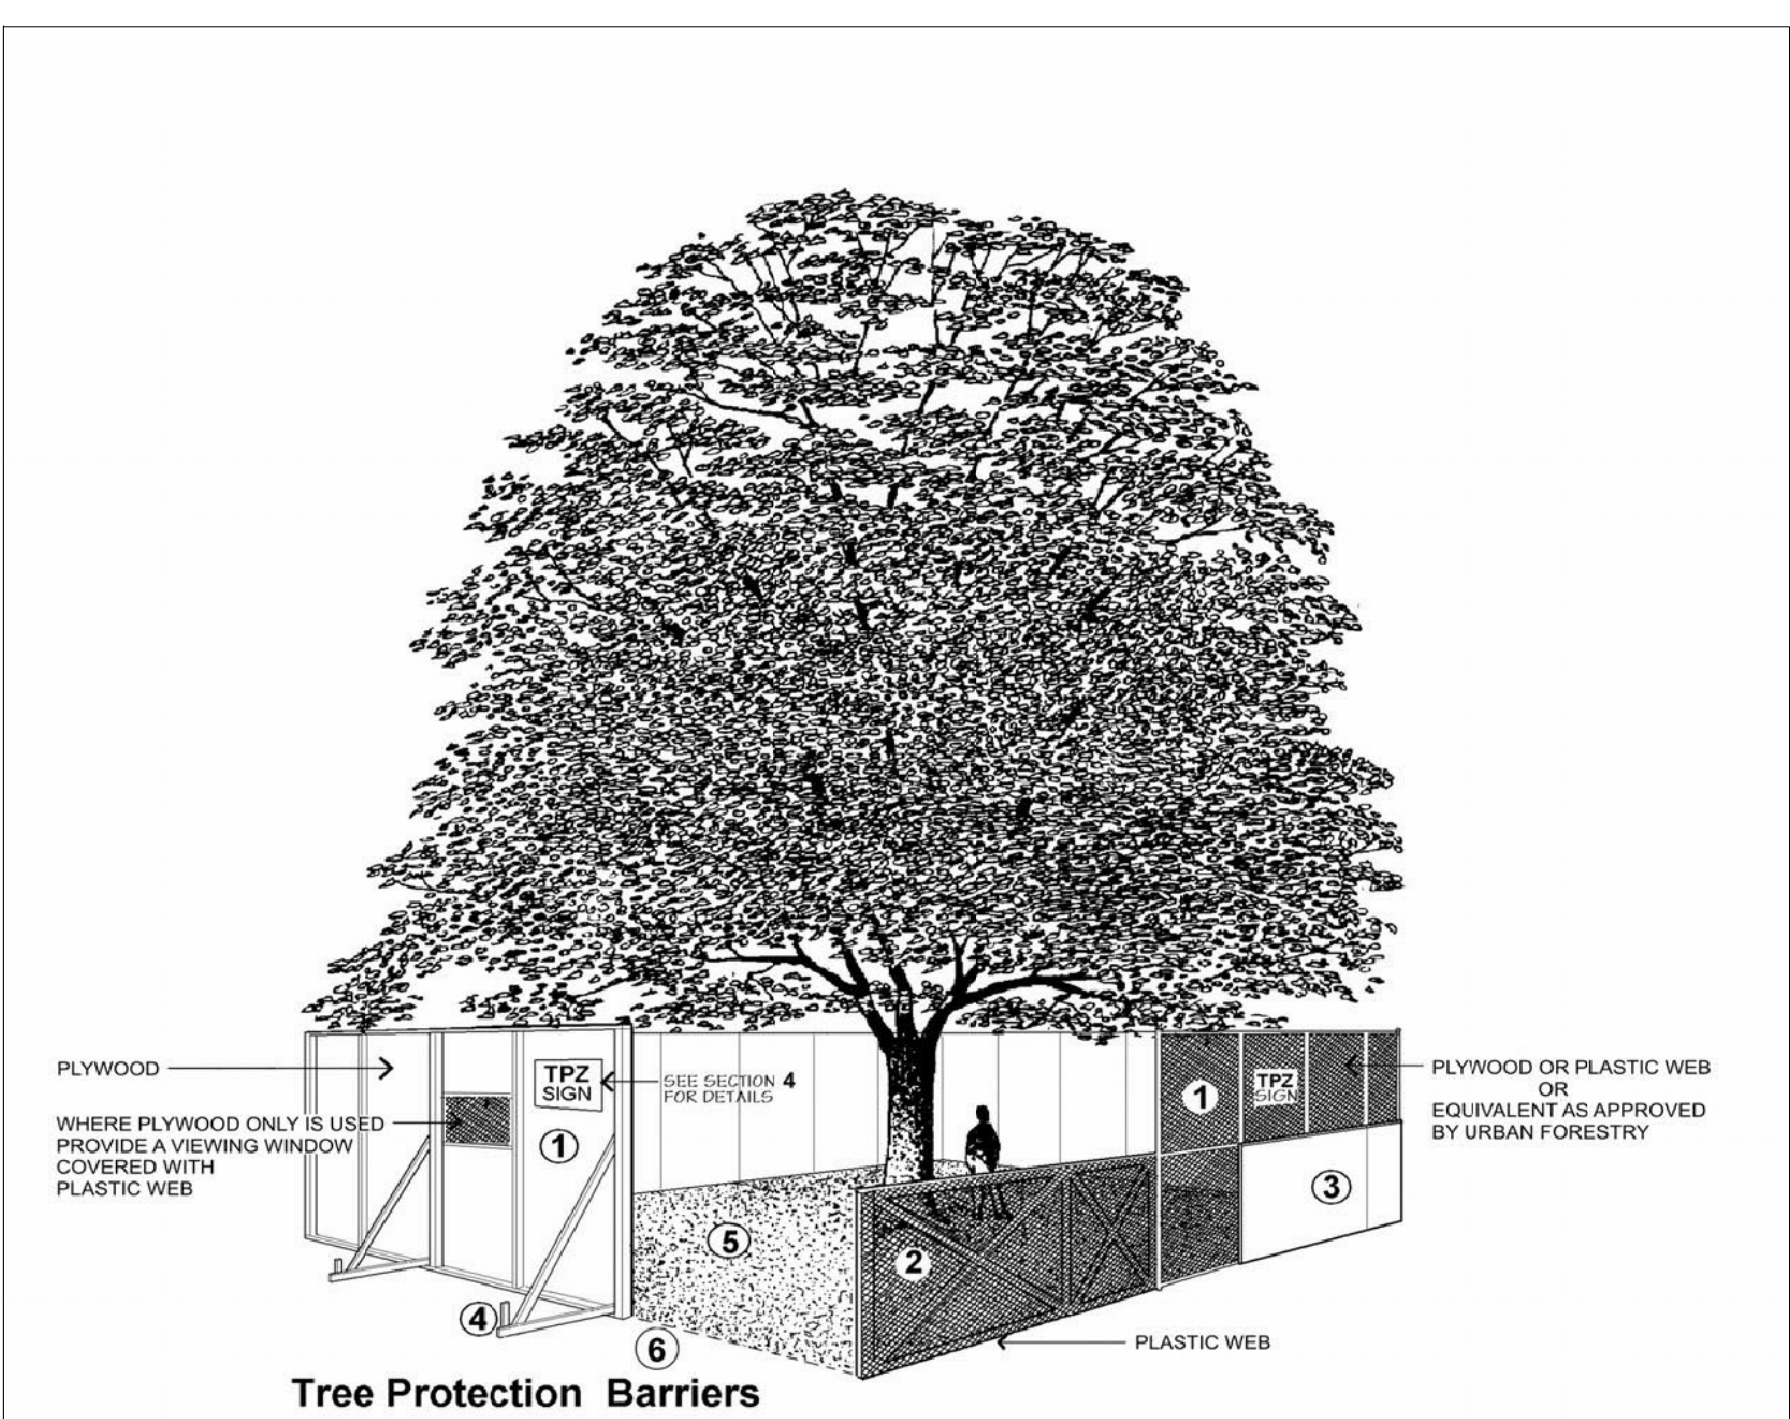 PLYWOOD
WHERE PLYWOOD ONLY IS USED
PROVIDE A VIEWING WINDOW
COVERED WITH
PLASTIC WEB
TPZ
SIGN
SEE SECTION 4
FOR DETAILS
1
4
5
6
2
1
TPZ
SIGN
3
PLYWOOD OR PLASTIC WEB
OR
EQUIVALENT AS APPROVED
BY URBAN FORESTRY
PLASTIC WEB
Tree Protection Barriers